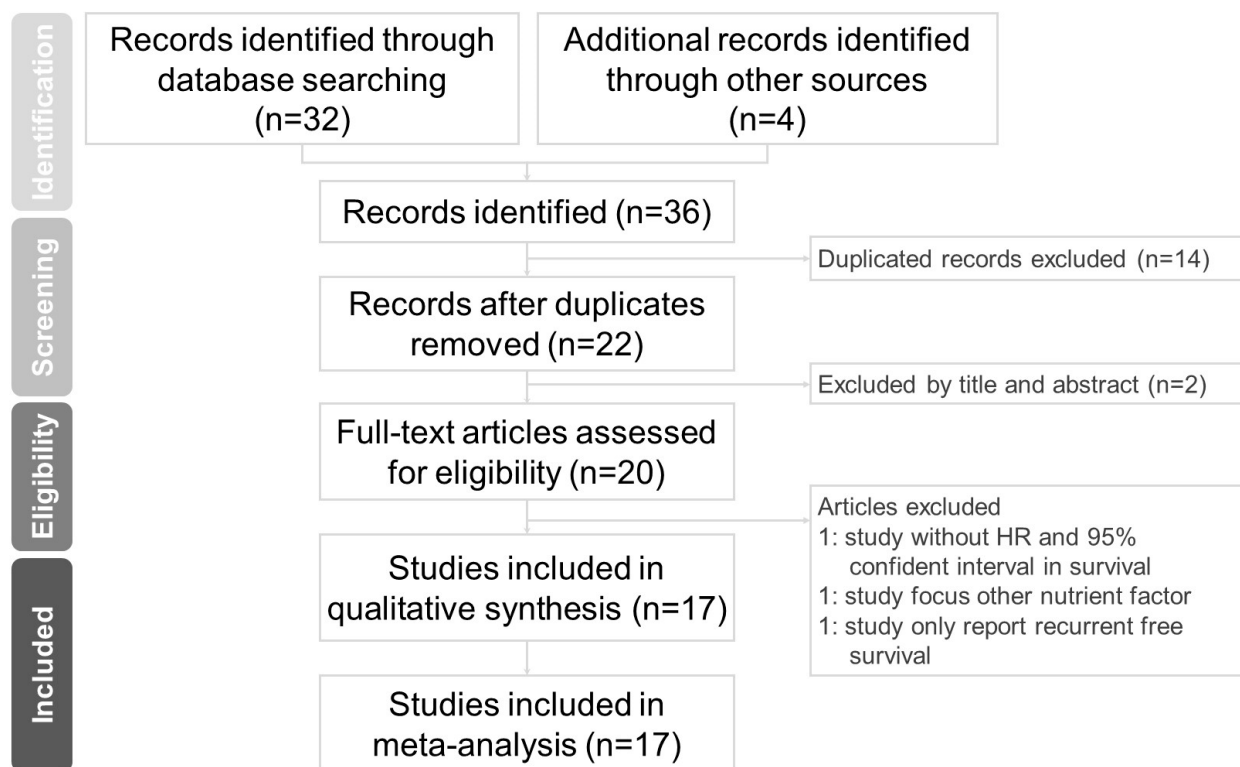 Identification
Records identified through
database searching
(n=32)
Additional records identified
through other sources
(n=4)
Records identified (n=36)
Screening
Duplicated records excluded (n=14)
Records after duplicates
removed (n=22)
Excluded by title and abstract (n=2)
Eligibility
Full-text articles assessed
for eligibility (n=20)
Articles excluded
1: study without HR and 95%
confident interval in survival
1: study focus other nutrient factor
1: study only report recurrent free
survival
Included
Studies included in
qualitative synthesis (n=17)
Studies included in
meta-analysis (n=17)